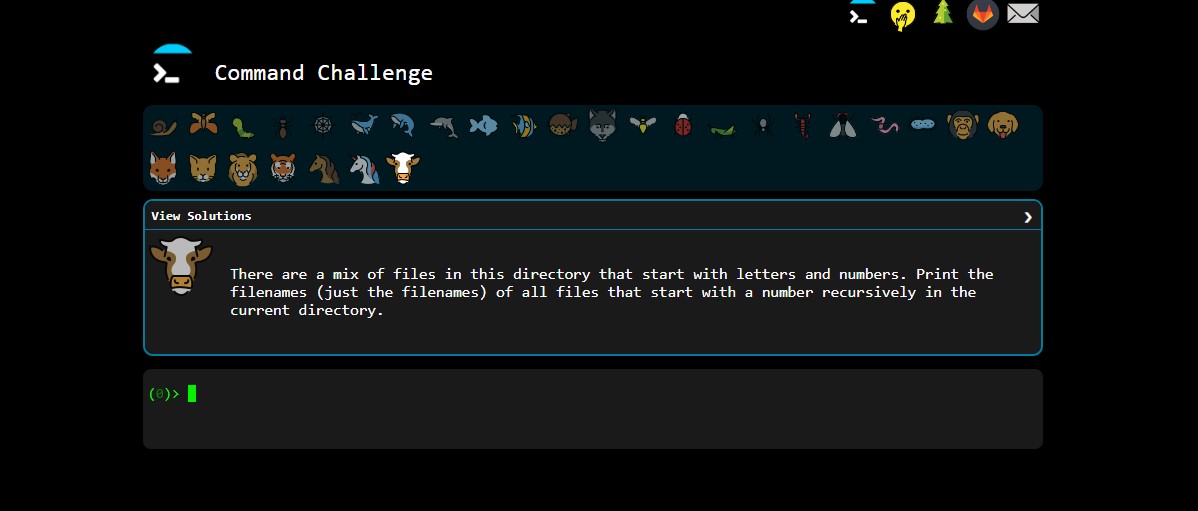 Command Challenge
View Solutions
There are a mix of files in this directory that start with letters and numbers. Print the
filenames (just the filenames) of all files that start with a number recursively in the
current directory.
(0)>